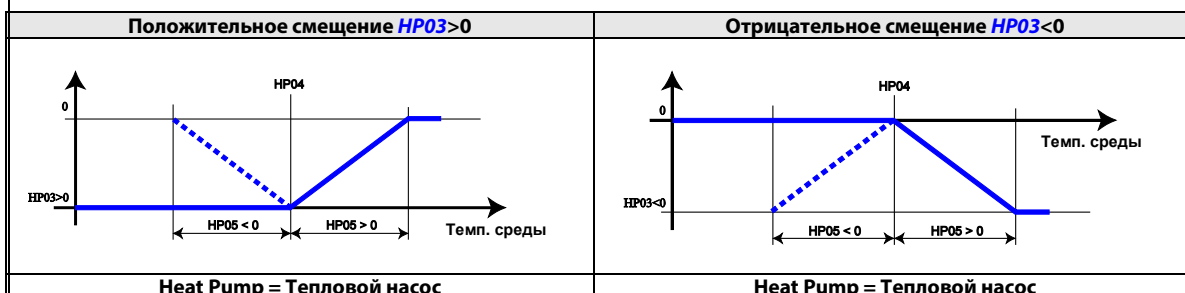 Положительное смещение HP03>0
Отрицательное смещение HP03<0
HP04
0
HP03>0
HP05 < 0
HP05 > 0
Темп. среды
HP04
0
Темп. среды
HP03<0
HP05 < 0
HP05 > 0
Heat Pump = Тепловой насос
Heat Pump = Тепловой насос